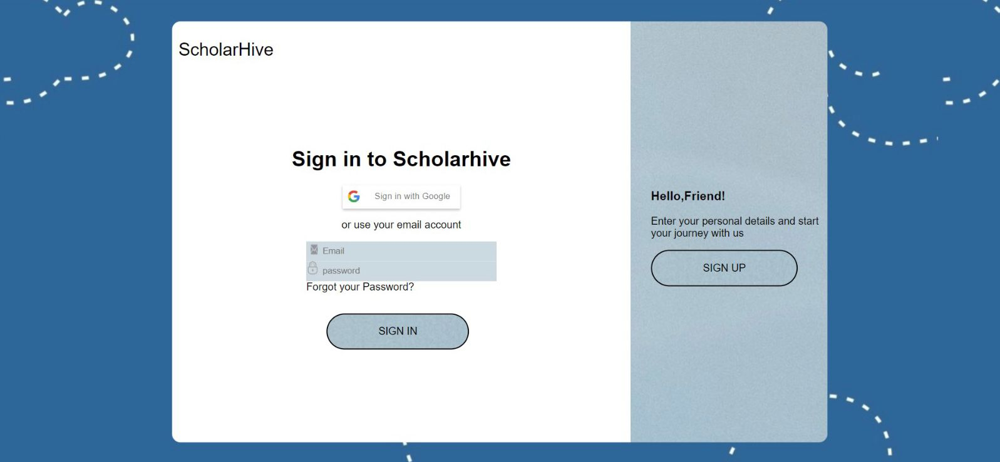 ScholarHive
Sign in to Scholarhive
Sign in with Google
or use your email account
Email
password
Forgot your Password?
SIGN IN
Hello,Friend!
Enter your personal details and start
your journey with us
SIGN UP